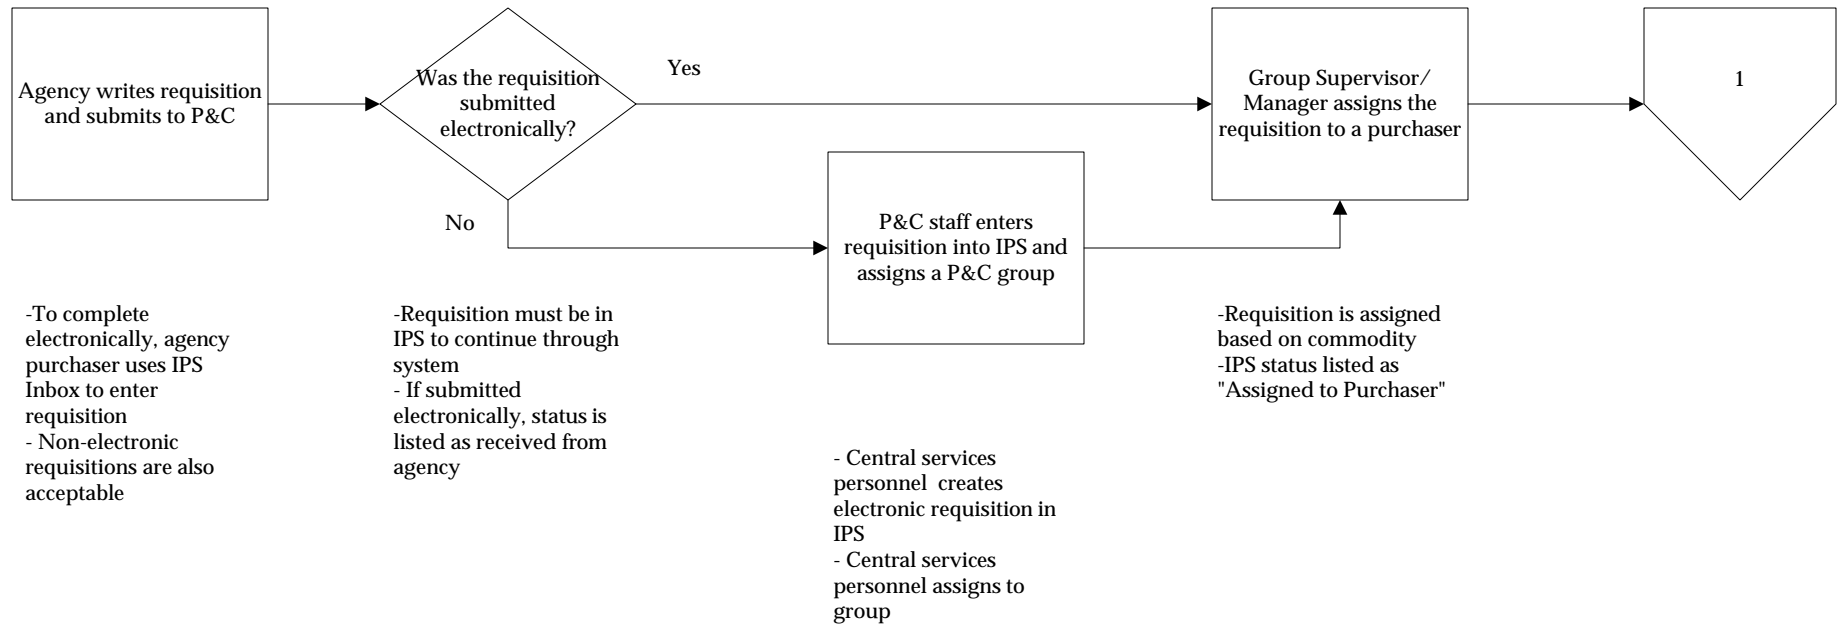 Agency writes requisition
and submits to P&C
Was the requisition
submitted
electronically?
Yes
No
P&C staff enters
requisition into IPS and
assigns a P&C group
Group Supervisor/
Manager assigns the
requisition to a purchaser
1
-To complete
electronically, agency
purchaser uses IPS
Inbox to enter
requisition
- Non-electronic
requisitions are also
acceptable
-Requisition must be in
IPS to continue through
system
- If submitted
electronically, status is
listed as received from
agency
- Central services
personnel  creates
electronic requisition in
IPS
- Central services
personnel assigns to
group
-Requisition is assigned
based on commodity
-IPS status listed as
"Assigned to Purchaser"